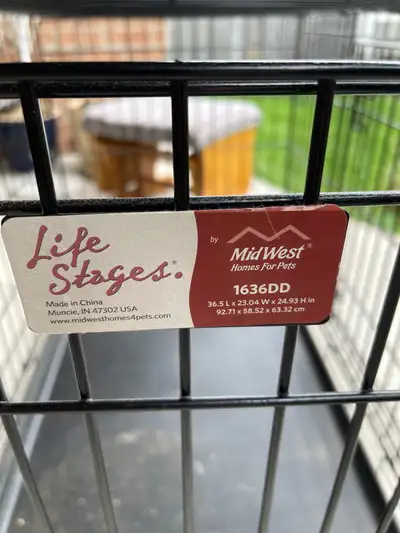 Life
Stages®
Made in China
Muncie, IN 47302 USA
www.midwesthomes4pets.com
by
MidWest®
Homes For Pets
1636DD
36.5 L x 23.04 W x 24.93 H in
92.71 x 58.52 x 63.32 cm